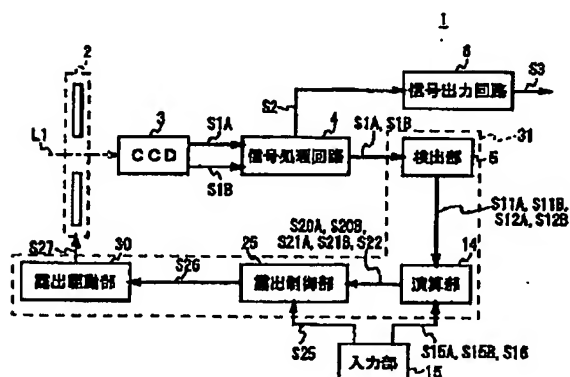 1
2
6
信号出力回路
S3
S2
L1
3
CCD
S1A
S1B
4
信号処理回路
S1A, S1B
31
5
検出部
S11A, S11B,
S12A, S12B
S20A, S20B,
S21A, S21B, S22
S27
30
露出駆動部
S26
25
露出制御部
14
演算部
S25
S15A, S15B, S16
入力部
15